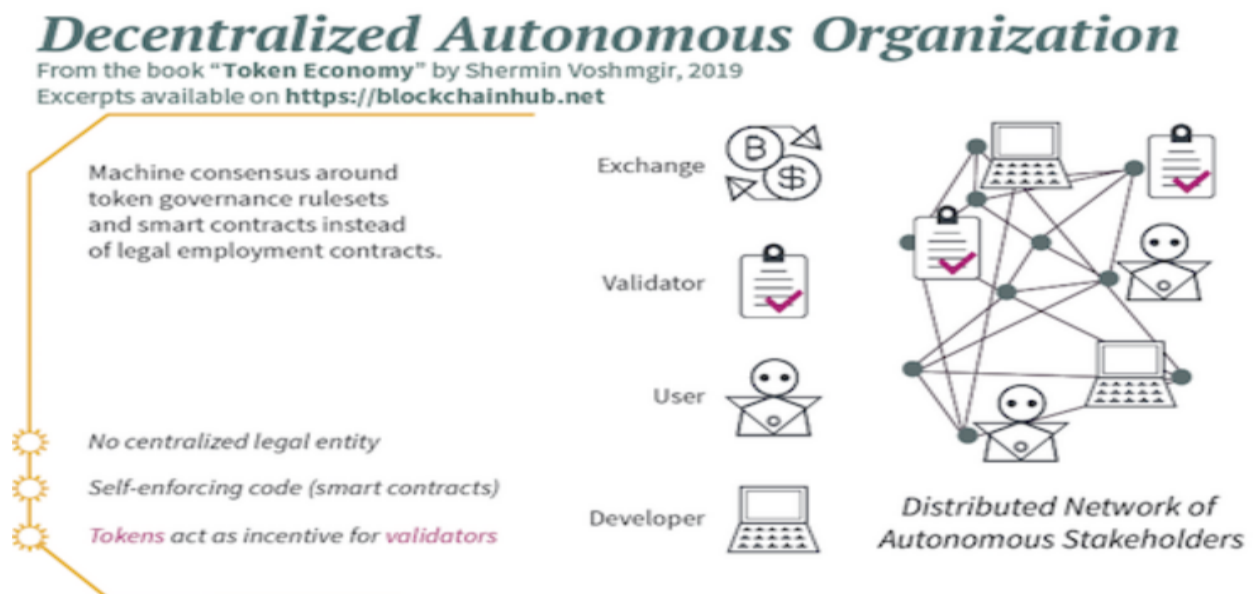 Decentralized Autonomous Organization
From the book “Token Economy” by Shermin Voshmgir, 2019
Excerpts available on https://blockchainhub.net
Machine consensus around
token governance rulesets
and smart contracts instead
of legal employment contracts.
No centralized legal entity
Self-enforcing code (smart contracts)
Tokens act as incentive for validators
Exchange
B
$
Validator
User
Developer
Distributed Network of
Autonomous Stakeholders